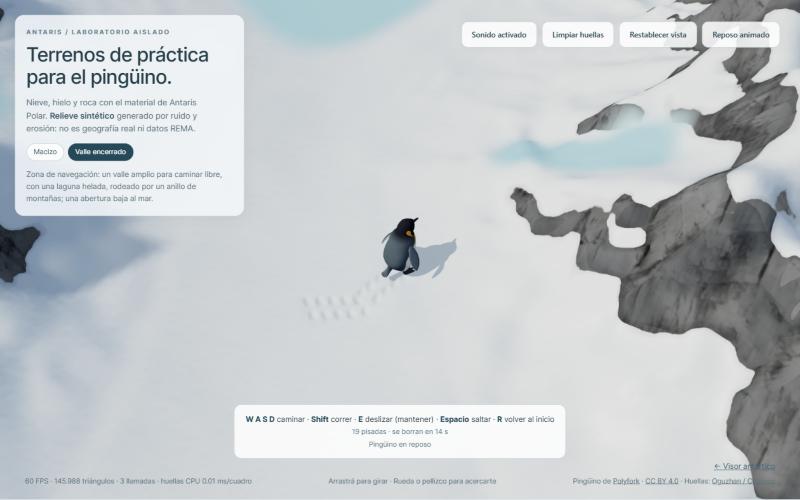 ANTARIS / LABORATORIO AISLADO
Terrenos de práctica
para el pingüino.
Nieve, hielo y roca con el material de Antaris
Polar. Relieve sintético generado por ruido y
erosión: no es geografía real ni datos REMA.
Macizo
Valle encerrado
Zona de navegación: un valle amplio para caminar libre,
con una laguna helada, rodeado por un anillo de
montañas; una abertura baja al mar.
Sonido activado
Limpiar huellas
Restablecer vista
Reposo animado
W A S D caminar · Shift correr · E deslizar (mantener) · Espacio saltar · R volver al inicio
19 pisadas · se borran en 14 s
Pingüino en reposo
← Visor antártico
60 FPS · 145.988 triángulos · 3 llamadas · huellas CPU 0.01 ms/cuadro
Arrastrá para girar · Rueda o pellizco para acercarte
Pingüino de Polyfork · CC BY 4.0 · Huellas: Oguzhan /